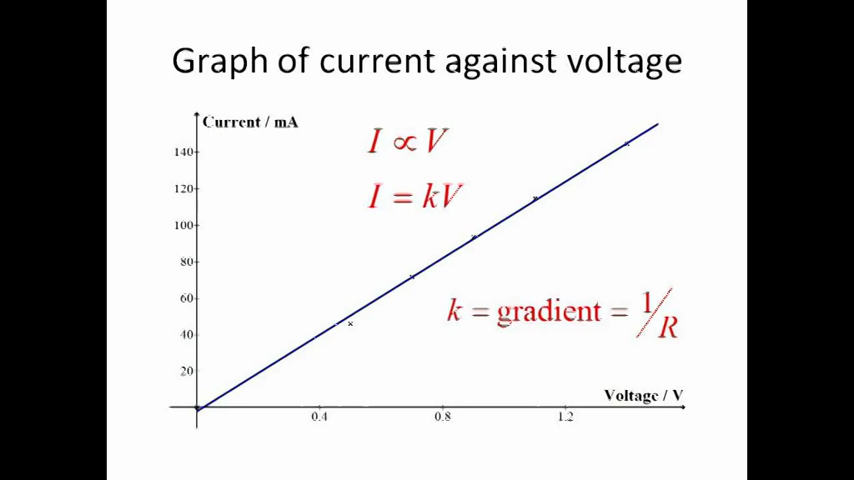 Graph of current against voltage
Current / mA
I ∝ V
I = kV
140
120
100
80
60
40
20
k = gradient = 1/R
Voltage / V
0.4 0.8 1.2